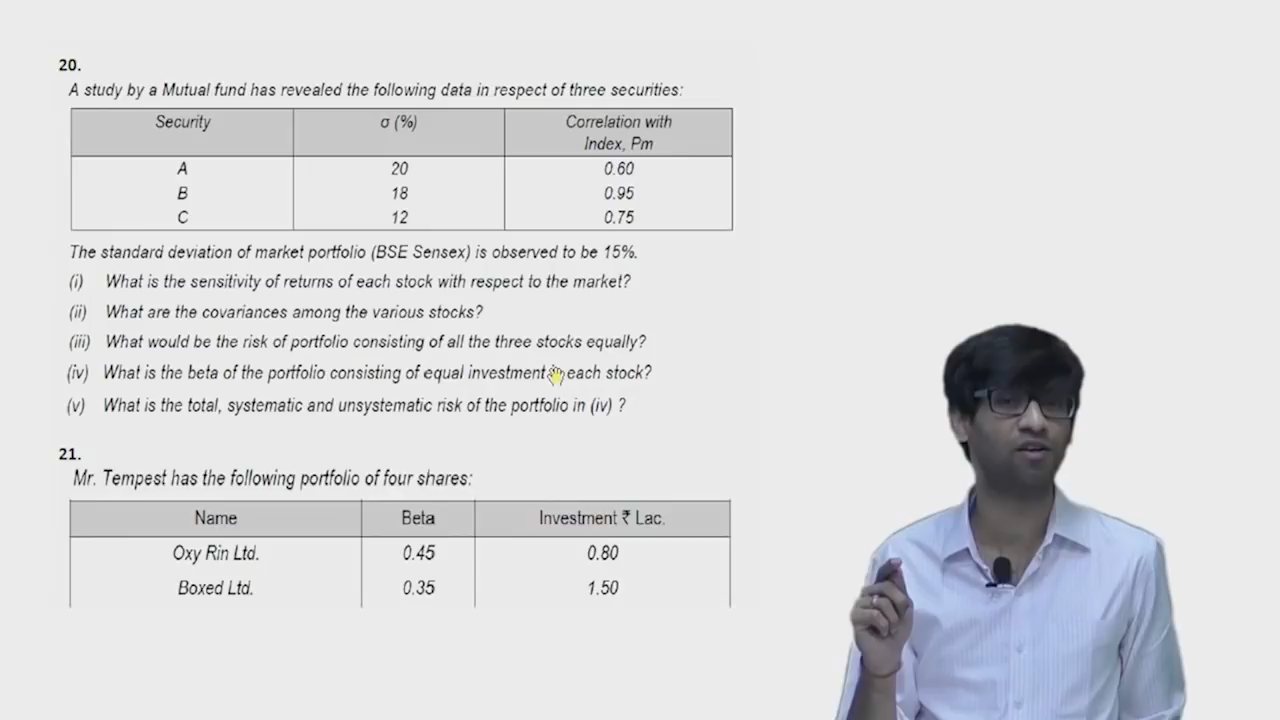 20.
A study by a Mutual fund has revealed the following data in respect of three securities:
Security σ (%) Correlation with Index, Pm
A 20 0.60
B 18 0.95
C 12 0.75
The standard deviation of market portfolio (BSE Sensex) is observed to be 15%.
(i) What is the sensitivity of returns of each stock with respect to the market?
(ii) What are the covariances among the various stocks?
(iii) What would be the risk of portfolio consisting of all the three stocks equally?
(iv) What is the beta of the portfolio consisting of equal investment each stock?
(v) What is the total, systematic and unsystematic risk of the portfolio in (iv) ?
21.
Mr. Tempest has the following portfolio of four shares:
Name Beta Investment ₹ Lac.
Oxy Rin Ltd. 0.45 0.80
Boxed Ltd. 0.35 1.50